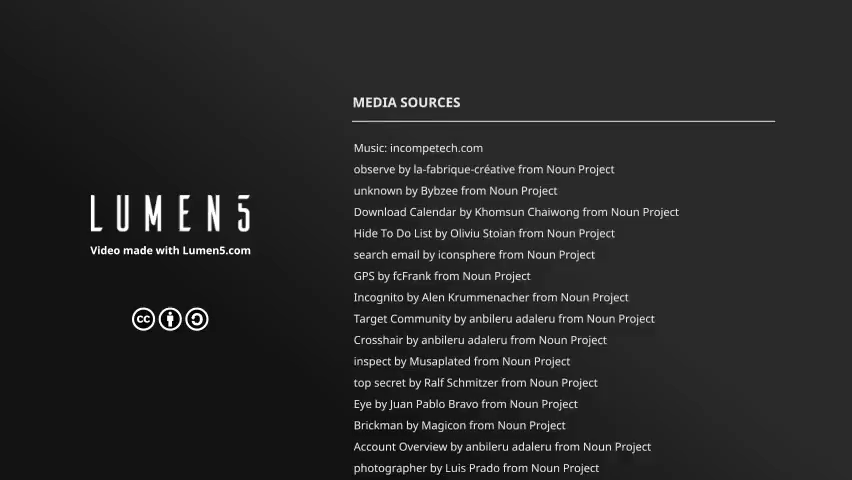 MEDIA SOURCES
Music: incompetech.com
observe by la-fabrique-créative from Noun Project
unknown by Bybzee from Noun Project
Download Calendar by Khomsun Chaiwong from Noun Project
Hide To Do List by Oliviu Stoian from Noun Project
search email by iconsphere from Noun Project
GPS by fcFrank from Noun Project
Incognito by Alen Krummenacher from Noun Project
Target Community by anbileru adaleru from Noun Project
Crosshair by anbileru adaleru from Noun Project
inspect by Musaplated from Noun Project
top secret by Ralf Schmitzer from Noun Project
Eye by Juan Pablo Bravo from Noun Project
Brickman by Magicon from Noun Project
Account Overview by anbileru adaleru from Noun Project
photographer by Luis Prado from Noun Project
LUMEN5
Video made with Lumen5.com
cc